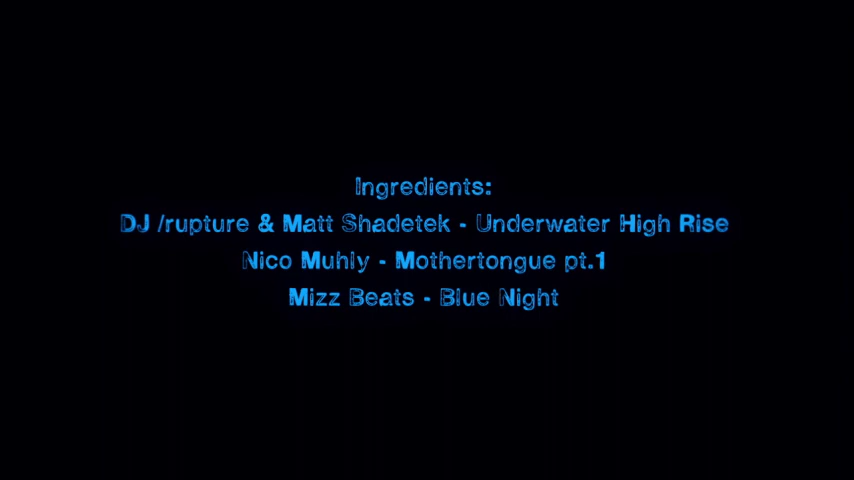 Ingredients:
DJ /rupture & Matt Shadetek - Underwater High Rise
Nico Muhly - Mothertongue pt.1
Mizz Beats - Blue Night